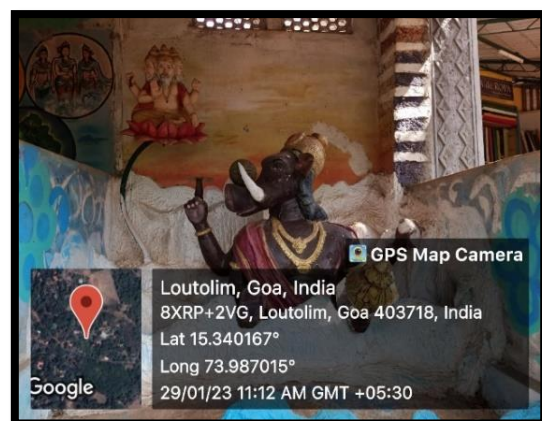 GPS Map Camera
Loutolim, Goa, India
8XRP+2VG, Loutolim, Goa 403718, India
Lat 15.340167°
Long 73.987015°
29/01/23 11:12 AM GMT +05:30
Google